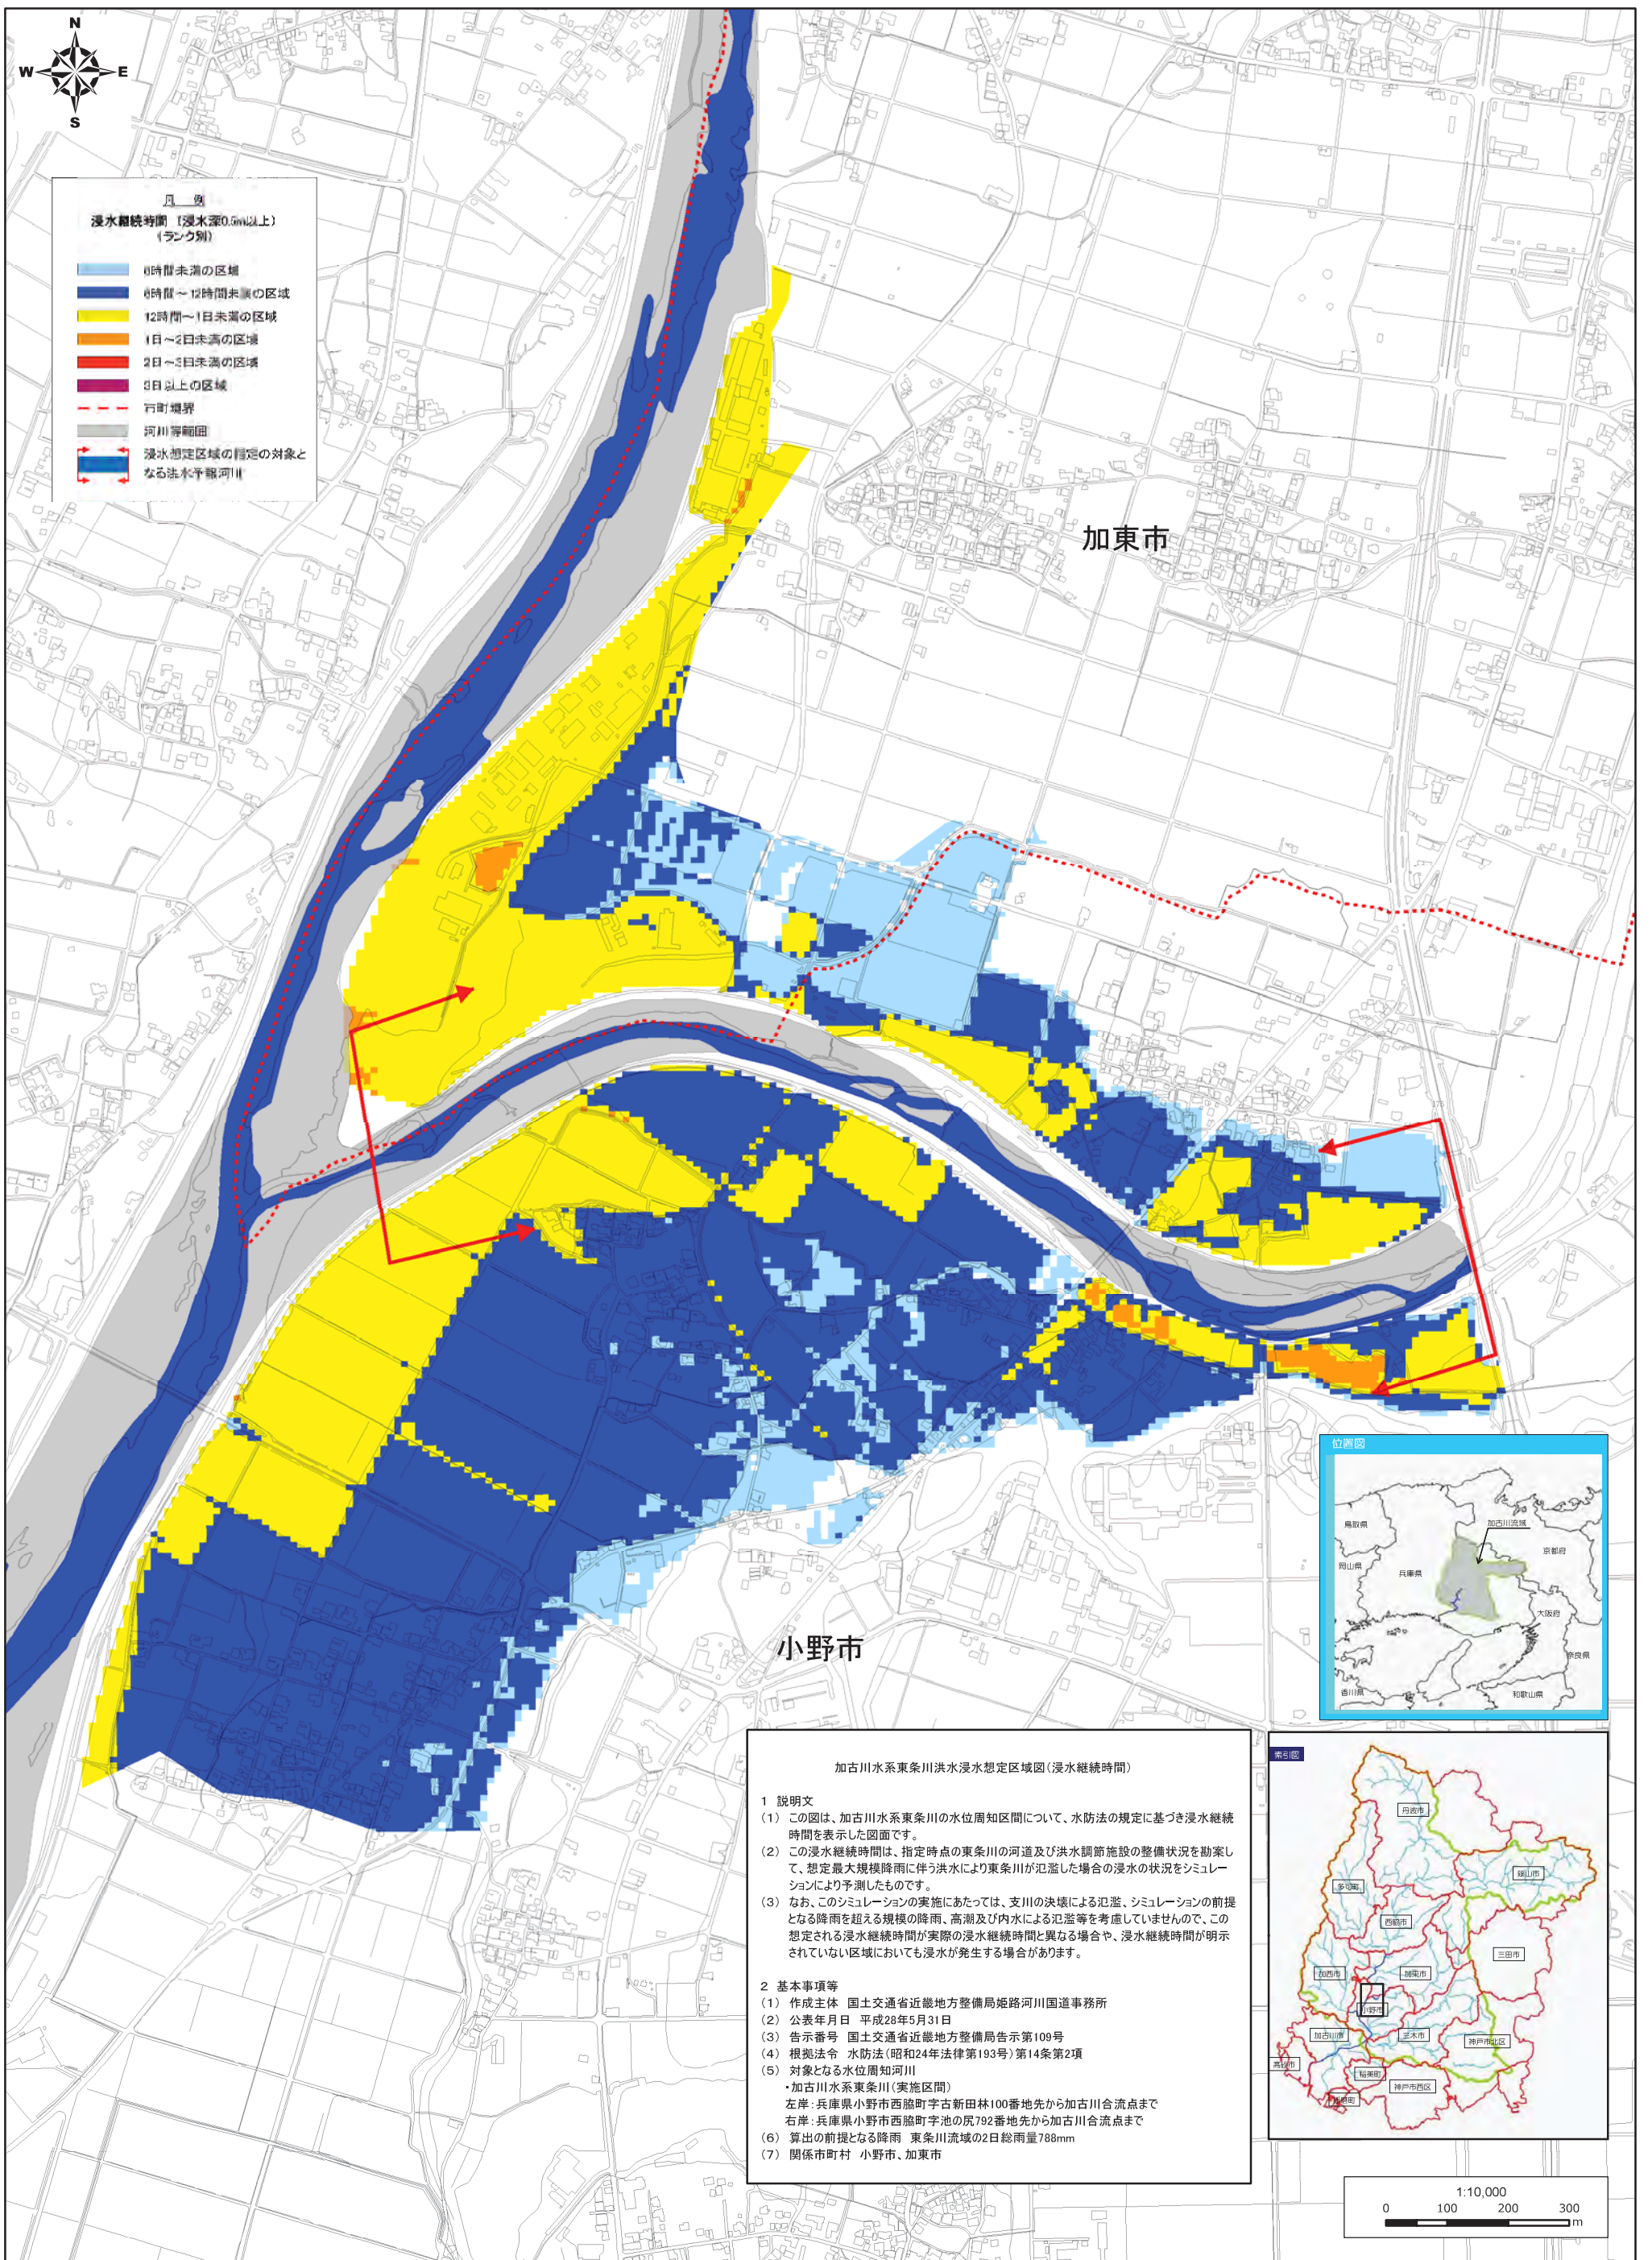 N
W
E
S
凡 例
浸水継続時間 (浸水深0.5m以上)
(ランク別)
6時間未満の区域
6時間～12時間未満の区域
12時間～1日未満の区域
1日～2日未満の区域
2日～3日未満の区域
3日以上の区域
市町境界
河川等範囲
浸水想定区域の指定の対象と
なる洪水予報河川
加東市
175
小野市
位置図
鳥取県
加古川流域
京都府
岡山県
兵庫県
大阪府
奈良県
香川県
和歌山県
加古川水系東条川洪水浸水想定区域図（浸水継続時間）
1 説明文
（1） この図は、加古川水系東条川の水位周知区間について、水防法の規定に基づき浸水継続
時間を表示した図面です。
（2） この浸水継続時間は、指定時点の東条川の河道及び洪水調節施設の整備状況を勘案し
て、想定最大規模降雨に伴う洪水により東条川が氾濫した場合の浸水の状況をシミュレー
ションにより予測したものです。
（3） なお、このシミュレーションの実施にあたっては、支川の決壊による氾濫、シミュレーションの前提
となる降雨を超える規模の降雨、高潮及び内水による氾濫等を考慮していませんので、この
想定される浸水継続時間が実際の浸水継続時間と異なる場合や、浸水継続時間が明示
されていない区域においても浸水が発生する場合があります。
2 基本事項等
（1） 作成主体 国土交通省近畿地方整備局姫路河川国道事務所
（2） 公表年月日 平成28年5月31日
（3） 告示番号 国土交通省近畿地方整備局告示第109号
（4） 根拠法令 水防法（昭和24年法律第193号）第14条第2項
（5） 対象となる水位周知河川
・加古川水系東条川（実施区間）
左岸：兵庫県小野市西脇町字古新田林100番地先から加古川合流点まで
右岸：兵庫県小野市西脇町字池の尻792番地先から加古川合流点まで
（6） 算出の前提となる降雨 東条川流域の2日総雨量788mm
（7） 関係市町村 小野市、加東市
索引図
丹波市
篠山市
多可町
西脇市
三田市
加西市
加東市
小野市
加古川市
三木市
神戸市北区
高砂市
稲美町
神戸市西区
播磨町
1:10,000
0 100 200 300
m